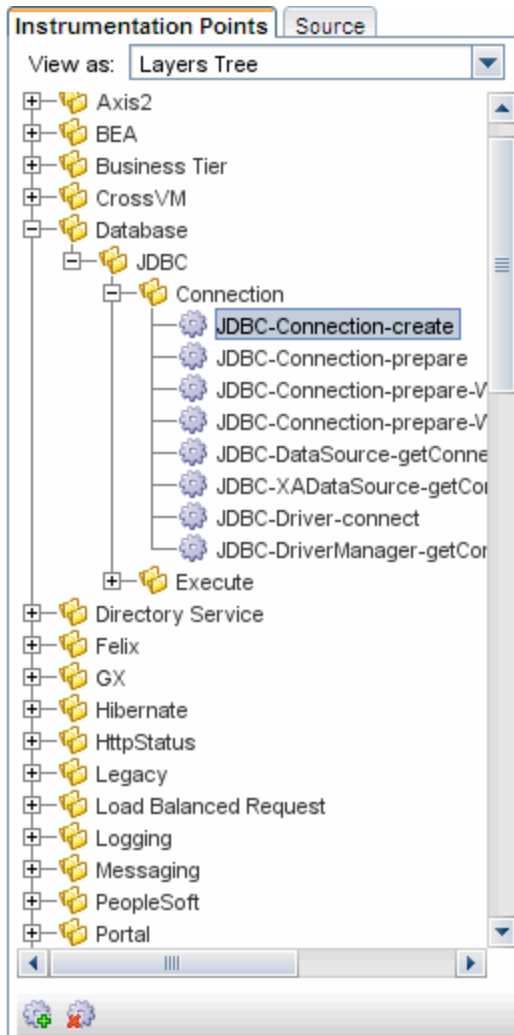 Instrumentation Points Source
View as: Layers Tree
Axis2
BEA
Business Tier
CrossVM
Database
JDBC
Connection
JDBC-Connection-create
JDBC-Connection-prepare
JDBC-Connection-prepare-V
JDBC-Connection-prepare-V
JDBC-DataSource-getConne
JDBC-XADataSource-getCor
JDBC-Driver-connect
JDBC-DriverManager-getCor
Execute
Directory Service
Felix
GX
Hibernate
HttpStatus
Legacy
Load Balanced Request
Logging
Messaging
PeopleSoft
Portal